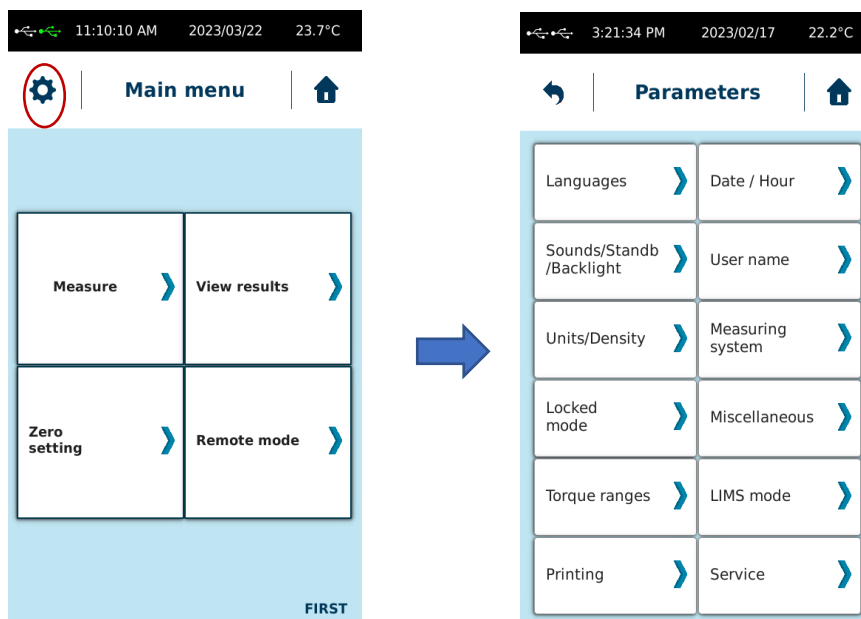 11:10:10 AM 2023/03/22 23.7°C
Main menu
Measure
View results
Zero
setting
Remote mode
FIRST
3:21:34 PM 2023/02/17 22.2°C
Parameters
Languages
Date / Hour
Sounds/Standb
/Backlight
User name
Units/Density
Measuring
system
Locked
mode
Miscellaneous
Torque ranges
LIMS mode
Printing
Service